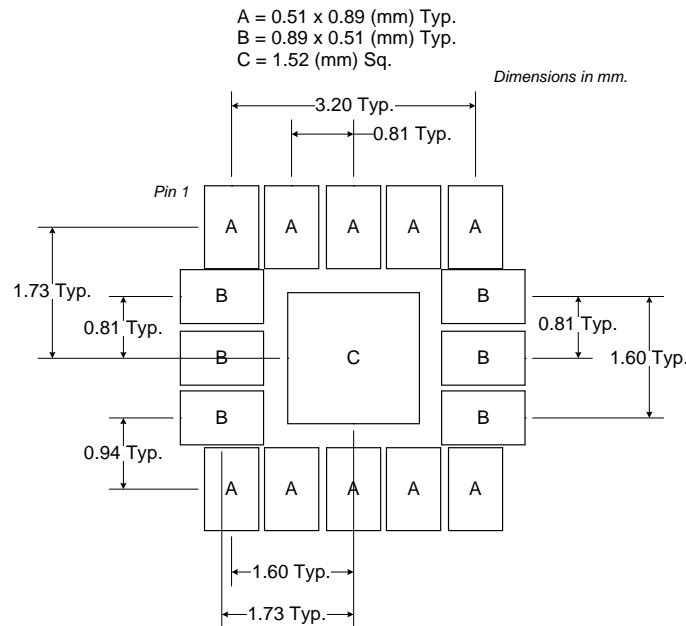 A = 0.51 x 0.89 (mm) Typ.
B = 0.89 x 0.51 (mm) Typ.
C = 1.52 (mm) Sq.
Dimensions in mm.
3.20 Typ.
0.81 Typ.
Pin 1
A A A A A
1.73 Typ.
B B
0.81 Typ. 0.81 Typ.
B C B
1.60 Typ.
B B
0.94 Typ.
A A A A A
1.60 Typ.
1.73 Typ.